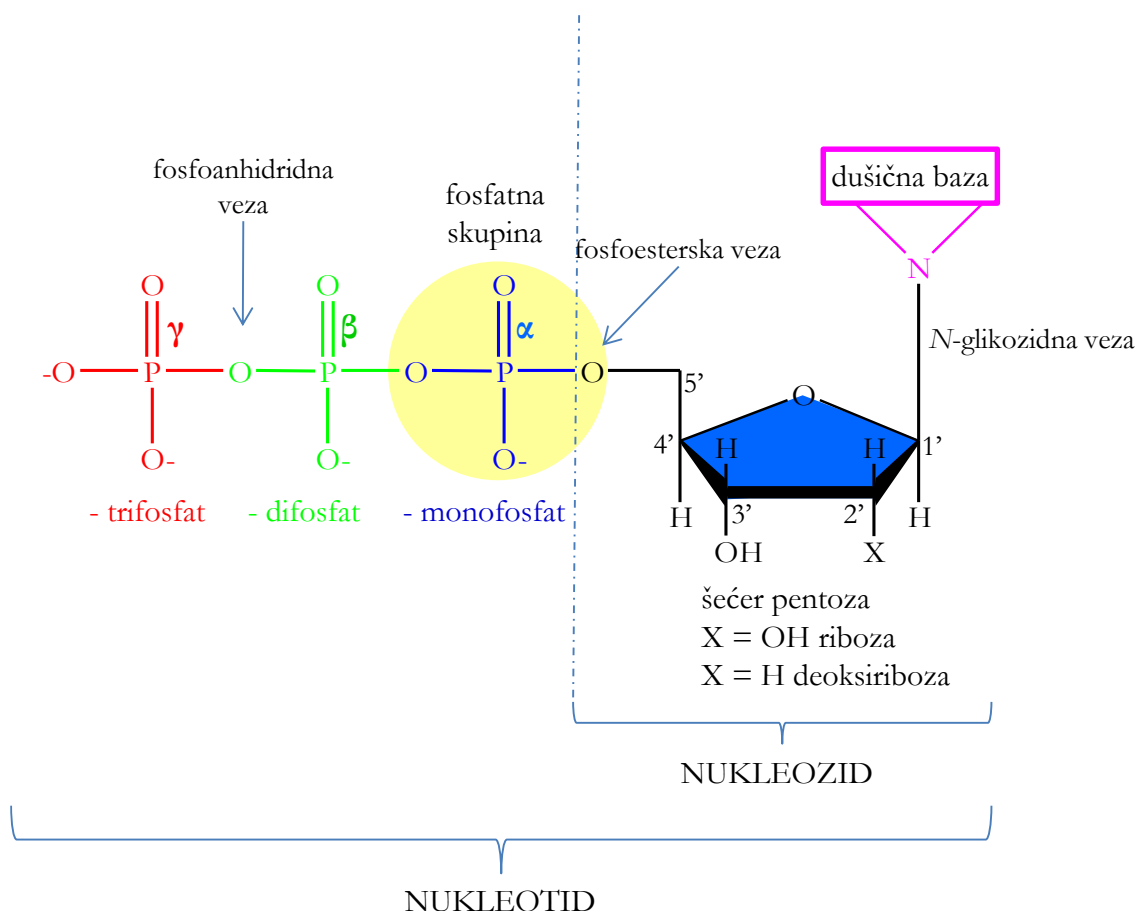 fosfoanhidridna
veza
fosfatna
skupina
dušična baza
fosfoesterska veza
N
N-glikozidna veza
O
O
O
γ
β
α
-O
P
O
P
O
P
O
5’
O
4’
H
H
1’
O-
O-
O-
- trifosfat
- difosfat
- monofosfat
H
3’
2’
H
OH
X
šećer pentoza
X = OH riboza
X = H deoksiriboza
NUKLEOZID
NUKLEOTID